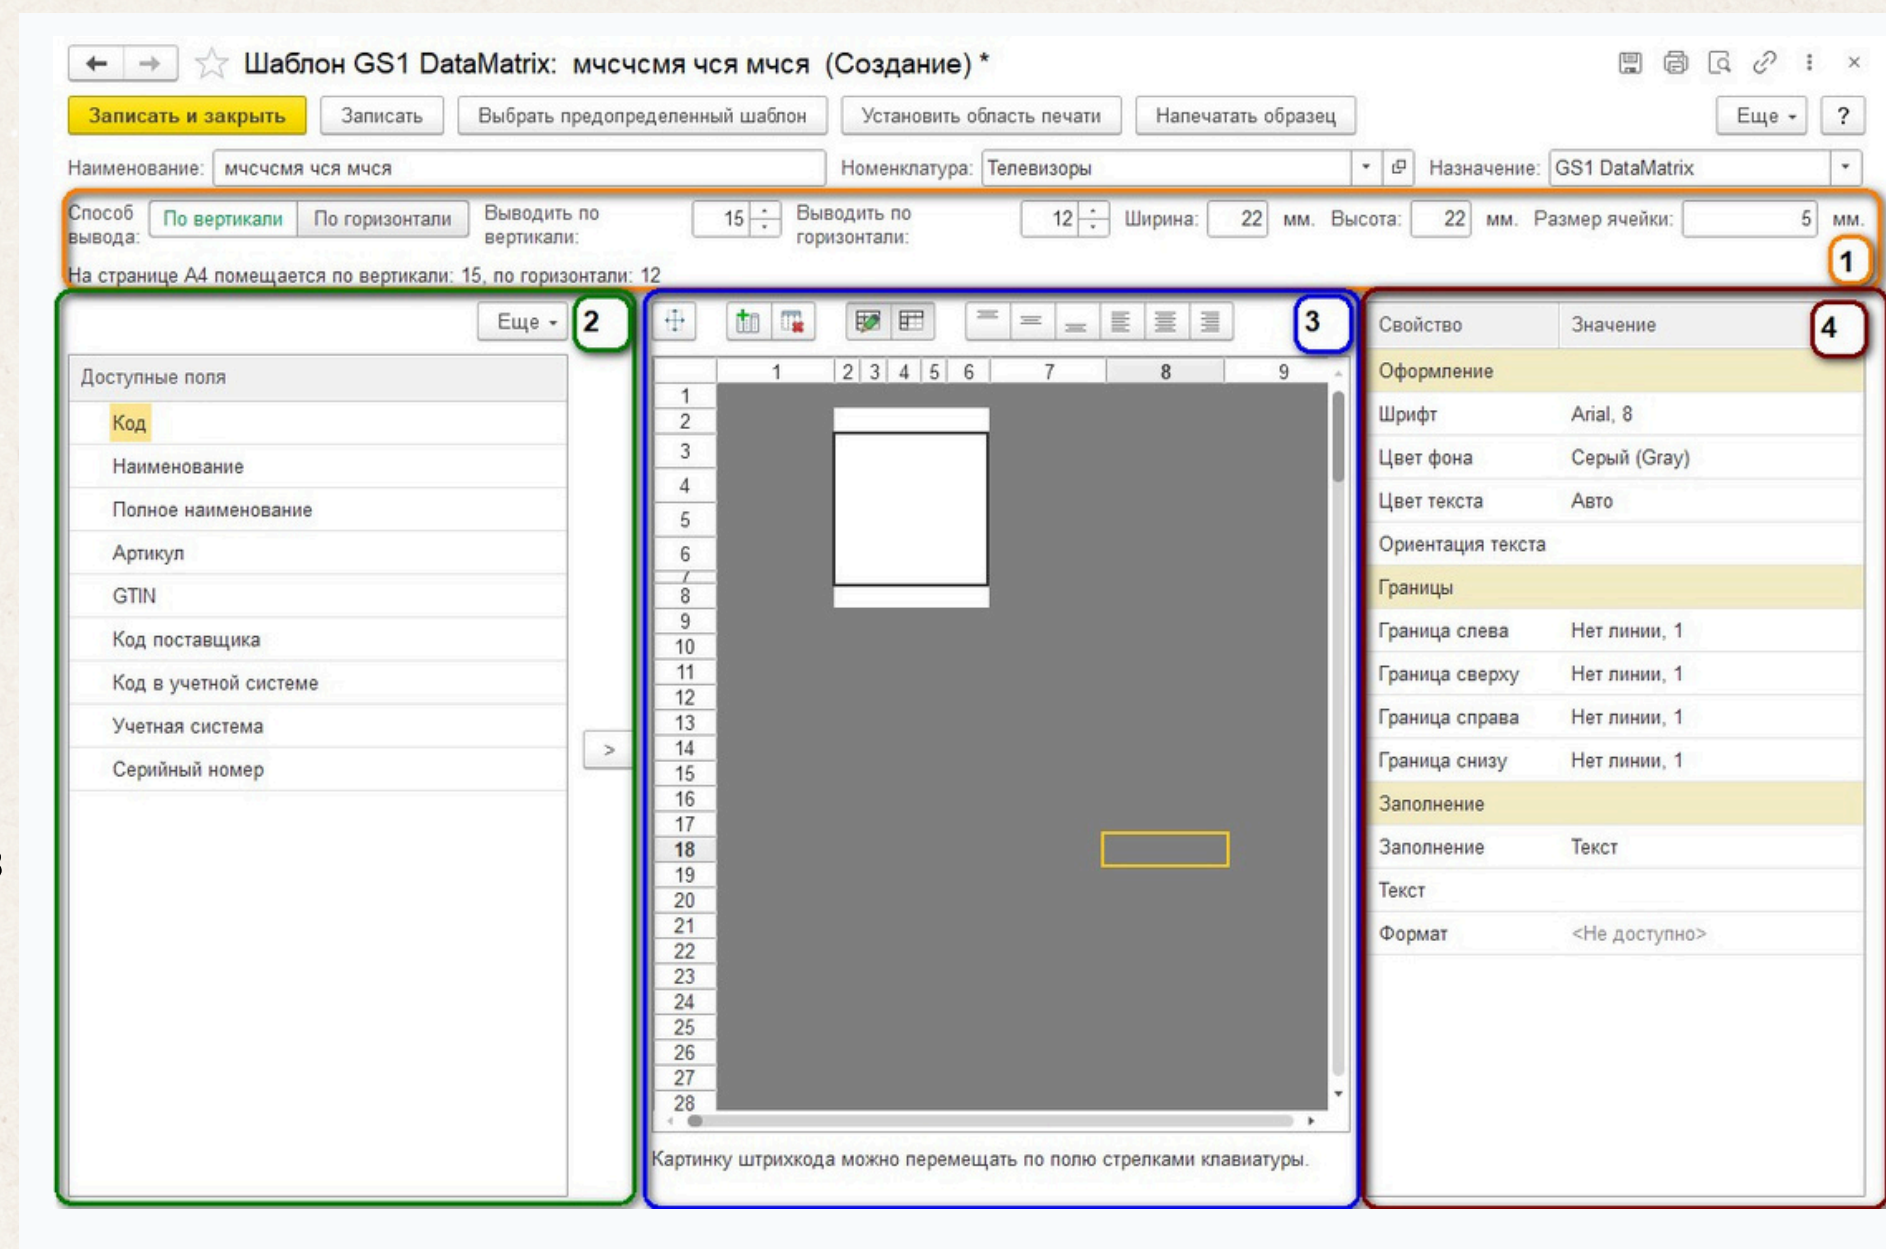 Шаблон GS1 DataMatrix: мчсчсмя чся мчся (Создание) *
Записать и закрыть Записать Выбрать предопределенный шаблон Установить область печати Напечатать образец Еще ?
Наименование: мчсчсмя чся мчся Номенклатура: Телевизоры Назначение: GS1 DataMatrix
Способ вывода: По вертикали По горизонтали Выводить по вертикали: 15 Выводить по горизонтали: 12 Ширина: 22 мм. Высота: 22 мм. Размер ячейки: 5 мм.
1
На странице А4 помещается по вертикали: 15, по горизонтали: 12
Еще 2
Доступные поля
Код
Наименование
Полное наименование
Артикул
GTIN
Код поставщика
Код в учетной системе
Учетная система
Серийный номер
>
3
1 2 3 4 5 6 7 8 9
1
2
3
4
5
6
7
8
9
10
11
12
13
14
15
16
17
18
19
20
21
22
23
24
25
26
27
28
Картинку штрихкода можно перемещать по полю стрелками клавиатуры.
Свойство Значение 4
Оформление
Шрифт Arial, 8
Цвет фона Серый (Gray)
Цвет текста Авто
Ориентация текста
Границы
Граница слева Нет линии, 1
Граница сверху Нет линии, 1
Граница справа Нет линии, 1
Граница снизу Нет линии, 1
Заполнение
Заполнение Текст
Текст
Формат <Не доступно>